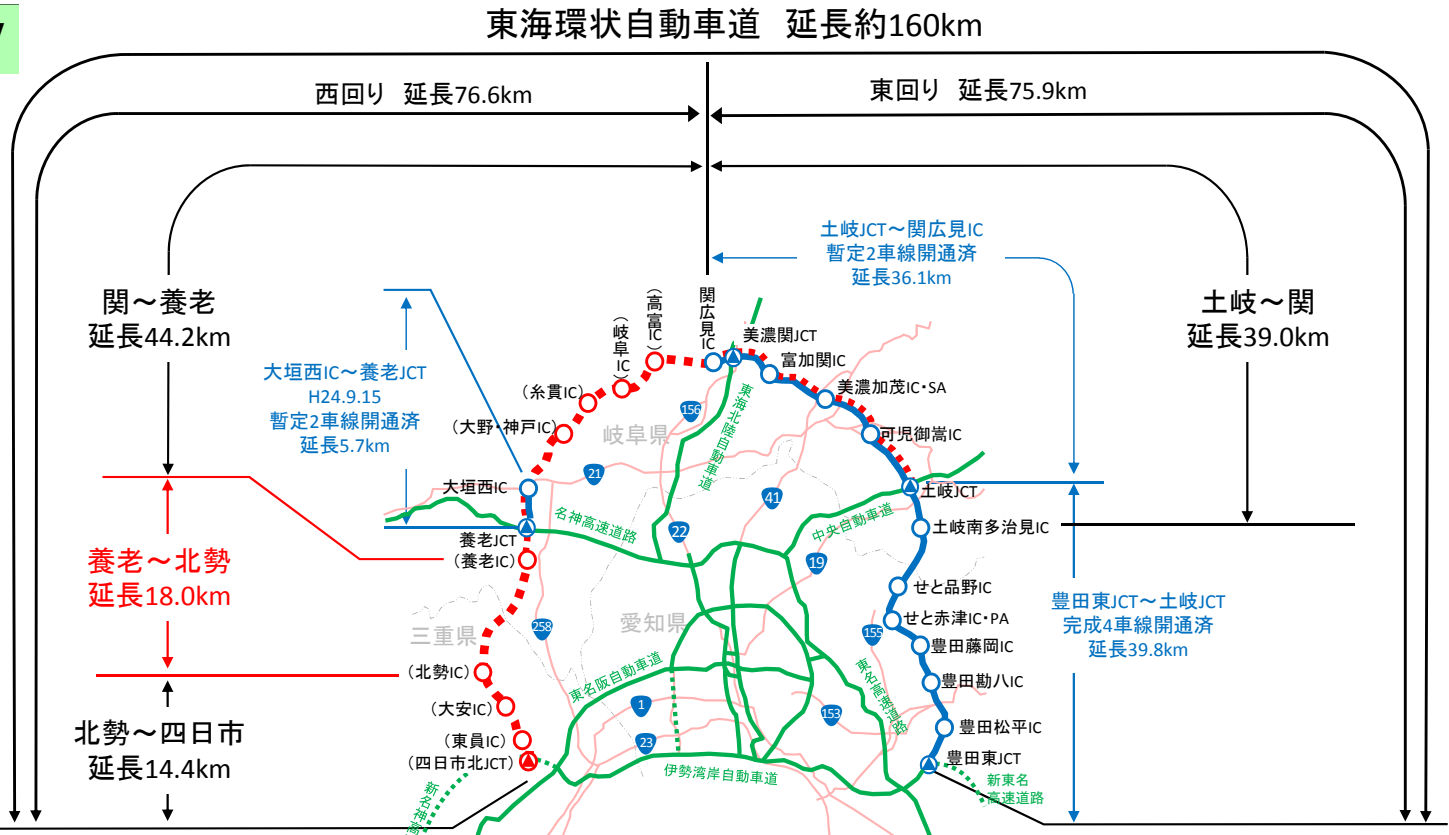 東海環状自動車道 延長約160km
西回り 延長76.6km
東回り 延長75.9km
土岐JCT～関広見IC
暫定2車線開通済
延長36.1km
関～養老
延長44.2km
土岐～関
延長39.0km
大垣西IC～養老JCT
H24.9.15
暫定2車線開通済
延長5.7km
養老～北勢
延長18.0km
北勢～四日市
延長14.4km
豊田東JCT～土岐JCT
完成4車線開通済
延長39.8km
関広見IC
(高富IC)
(岐阜IC)
(糸貫IC)
(大野・神戸IC)
大垣西IC
養老JCT
(養老IC)
(北勢IC)
(大安IC)
(東員IC)
(四日市北JCT)
美濃関JCT
富加関IC
美濃加茂IC・SA
可児御嵩IC
土岐JCT
土岐南多治見IC
せと品野IC
せと赤津IC・PA
豊田藤岡IC
豊田勘八IC
豊田松平IC
豊田東JCT
岐阜県
愛知県
三重県
東海北陸自動車道
名神高速道路
中央自動車道
東名阪自動車道
東名高速道路
伊勢湾岸自動車道
新東名
高速道路
新名神高
156
21
41
22
19
258
155
1
153
23